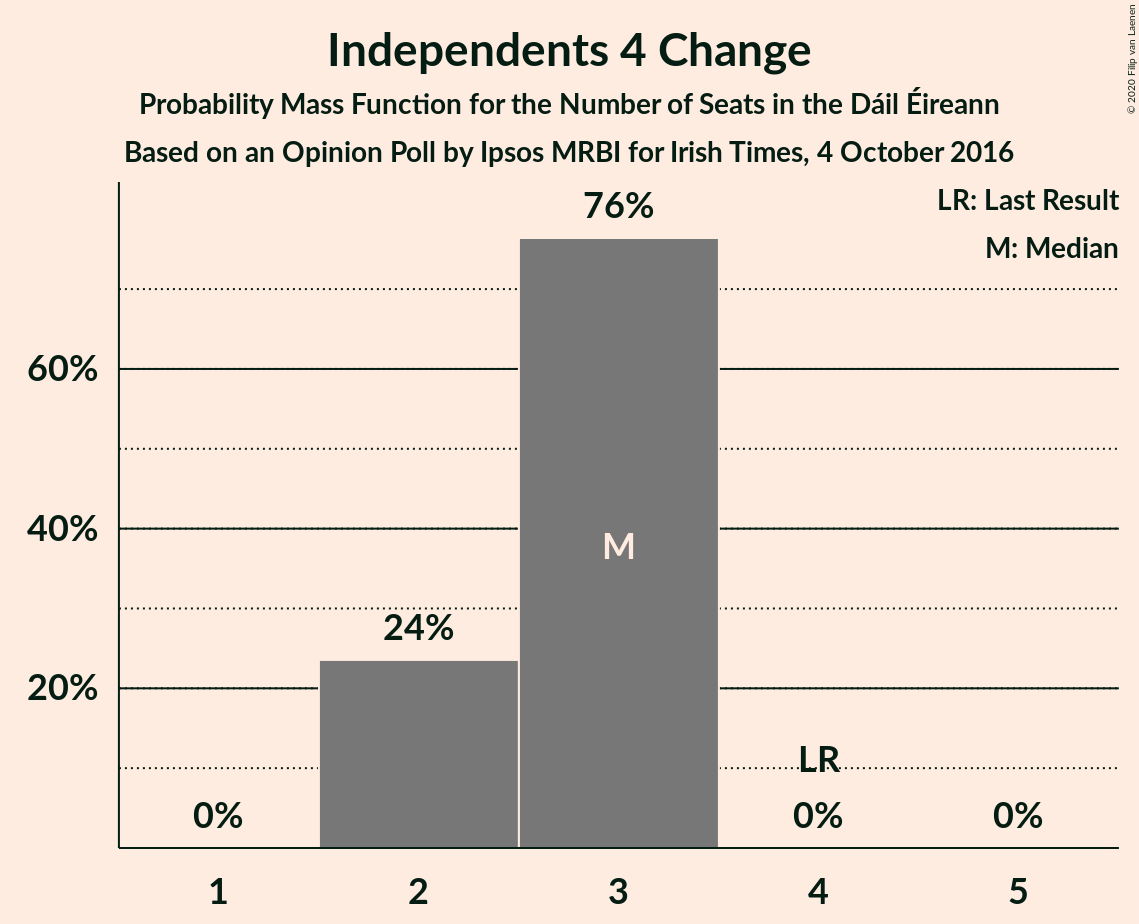 Independents 4 Change
Probability Mass Function for the Number of Seats in the Dáil Éireann
Based on an Opinion Poll by Ipsos MRBI for Irish Times, 4 October 2016
© 2020 Filip van Laenen
LR: Last Result
M: Median
76%
60%
40%
M
24%
20%
LR
0%
0%
0%
1
2
3
4
5